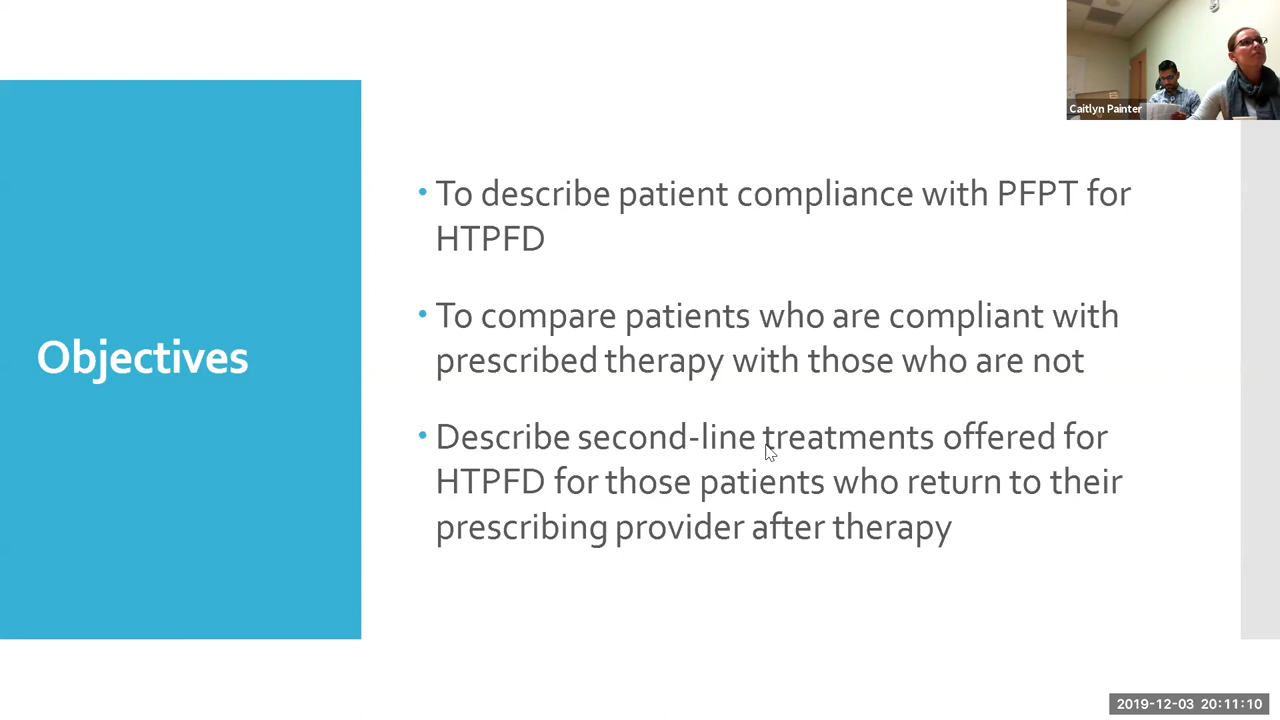 Caitlyn Painter
Objectives
• To describe patient compliance with PFPT for
HTPFD
• To compare patients who are compliant with
prescribed therapy with those who are not
• Describe second-line treatments offered for
HTPFD for those patients who return to their
prescribing provider after therapy
2019-12-03 20:11:10